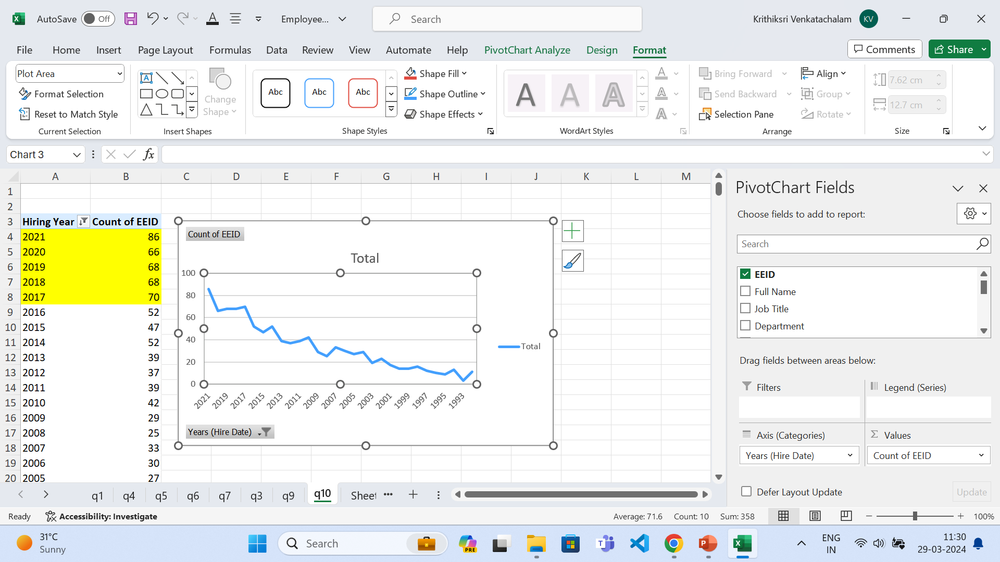 AutoSave Off Employee... Search Krithiksri Venkatachalam KV
File Home Insert Page Layout Formulas Data Review View Automate Help PivotChart Analyze Design Format Comments Share
Plot Area
Format Selection
Reset to Match Style
Current Selection
Change
Shape
Insert Shapes
Abc Abc Abc
Shape Fill
Shape Outline
Shape Effects
Shape Styles
A A A
WordArt Styles
Bring Forward
Send Backward
Selection Pane
Align
Group
Rotate
Arrange
7.62 cm
12.7 cm
Size
Chart 3 fx
A B C D E F G H I J K L M
1
2
3 Hiring Year Count of EEID
4 2021 86
5 2020 66
6 2019 68
7 2018 68
8 2017 70
9 2016 52
10 2015 47
11 2014 52
12 2013 39
13 2012 37
14 2011 39
15 2010 42
16 2009 29
17 2008 25
18 2007 33
19 2006 30
20 2005 27
Count of EEID
Total
100
80
60
40
20
0
2021 2019 2017 2015 2013 2011 2009 2007 2005 2003 2001 1999 1997 1995 1993
Total
Years (Hire Date)
PivotChart Fields
Choose fields to add to report:
Search
EEID
Full Name
Job Title
Department
Drag fields between areas below:
Filters
Legend (Series)
Axis (Categories)
Years (Hire Date)
Values
Count of EEID
Defer Layout Update Update
q1 q4 q5 q6 q7 q3 q9 q10 Sheet ...
Ready Accessibility: Investigate Average: 71.6 Count: 10 Sum: 358 100%
31°C
Sunny
Search
PRE
ENG
IN
11:30
29-03-2024